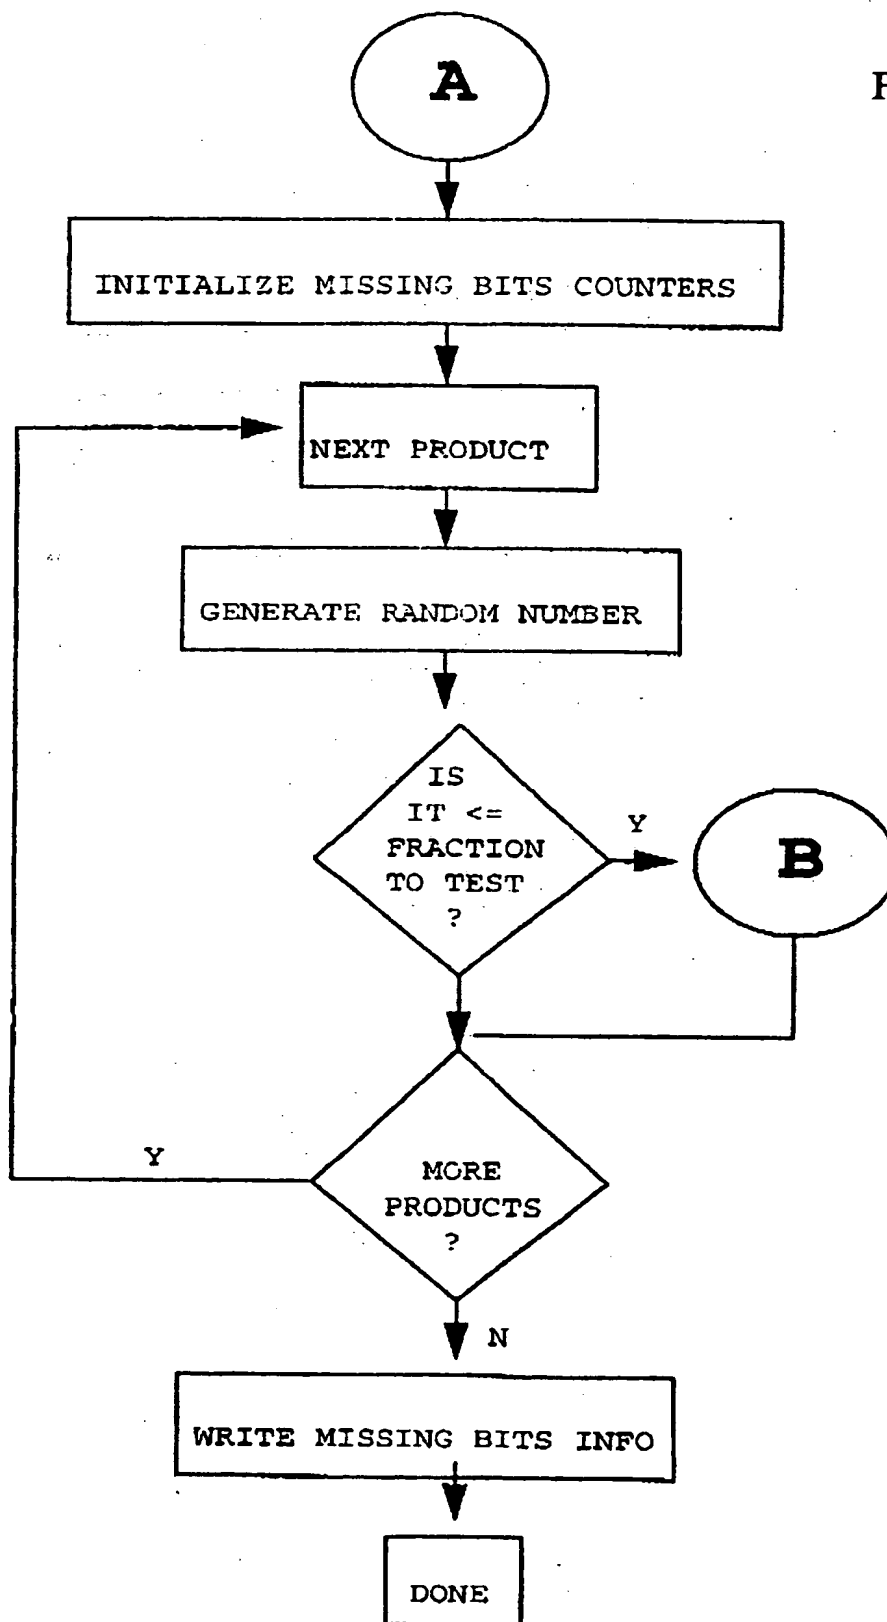 A
F
INITIALIZE MISSING BITS COUNTERS
NEXT PRODUCT
GENERATE RANDOM NUMBER
IS
IT <=
FRACTION
TO TEST
?
Y
B
Y
MORE
PRODUCTS
?
N
WRITE MISSING BITS INFO
DONE